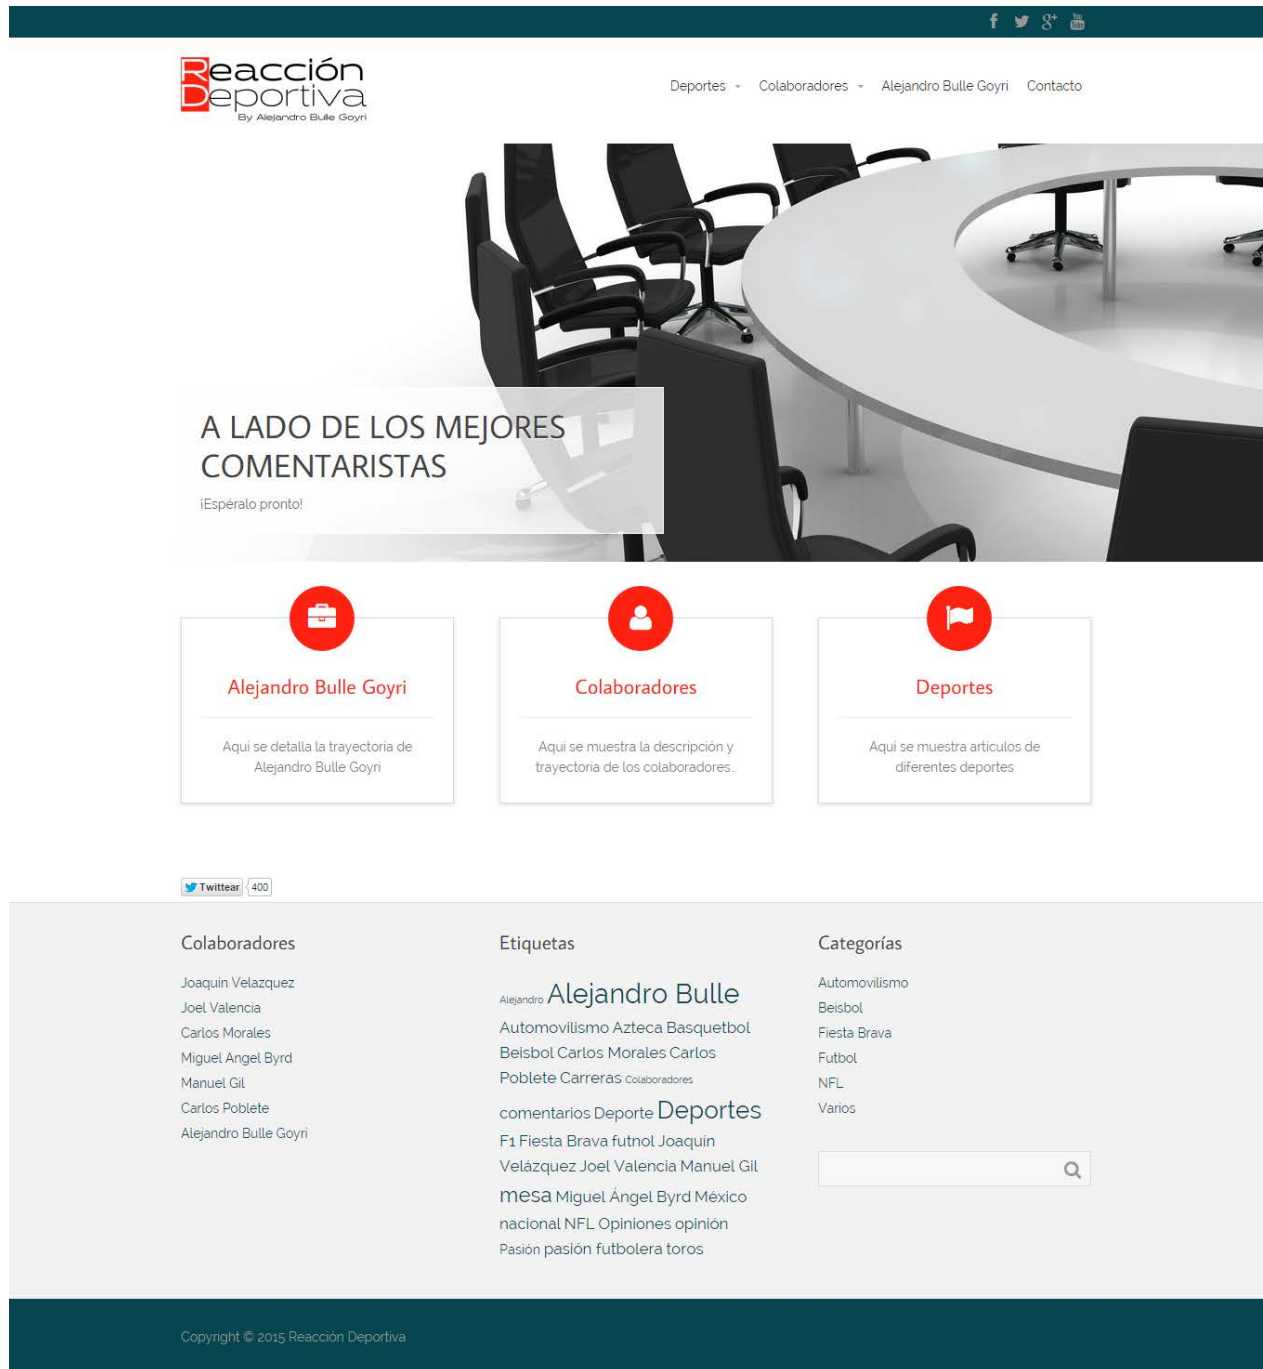 f g+ You Tube
Reacción
Deportiva
By Alejandro Bulle Goyri
Deportes Colaboradores Alejandro Bulle Goyri Contacto
A LADO DE LOS MEJORES
COMENTARISTAS
¡Espéralo pronto!
Alejandro Bulle Goyri
Aquí se detalla la trayectoria de
Alejandro Bulle Goyri
Colaboradores
Aquí se muestra la descripción y
trayectoria de los colaboradores...
Deportes
Aquí se muestra artículos de
diferentes deportes
Twittear 400
Colaboradores
Joaquín Velazquez
Joel Valencia
Carlos Morales
Miguel Angel Byrd
Manuel Gil
Carlos Poblete
Alejandro Bulle Goyri
Etiquetas
Alejandro Alejandro Bulle
Automovilismo Azteca Basquetbol
Beisbol Carlos Morales Carlos
Poblete Carreras Colaboradores
comentarios Deporte Deportes
F1 Fiesta Brava futnol Joaquín
Velázquez Joel Valencia Manuel Gil
mesa Miguel Ángel Byrd México
nacional NFL Opiniones opinión
Pasión pasión futbolera toros
Categorías
Automovilismo
Beisbol
Fiesta Brava
Futbol
NFL
Varios
Copyright © 2015 Reacción Deportiva